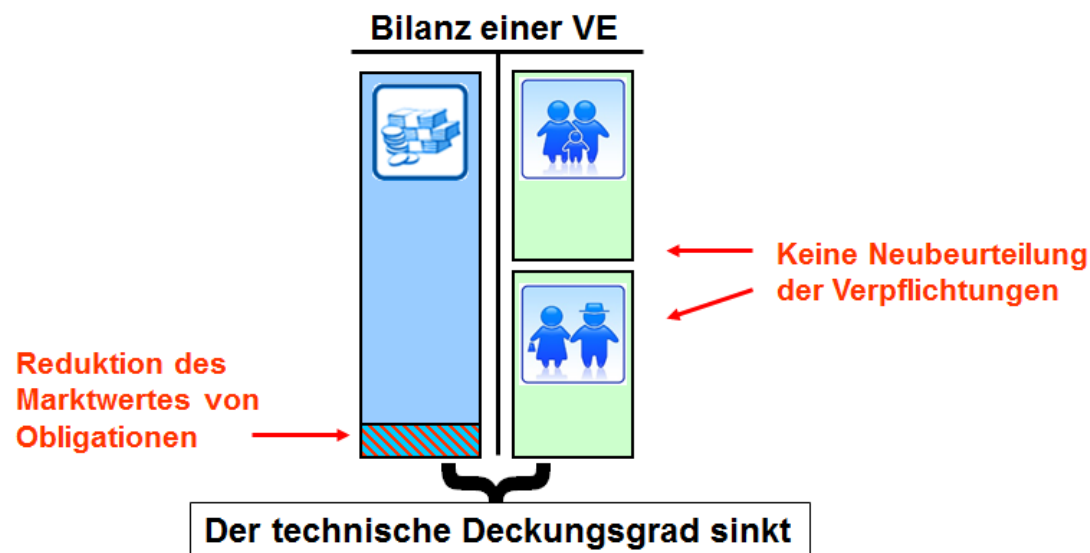 Bilanz einer VE
Keine Neubeurteilung
der Verpflichtungen
Reduktion des
Marktwertes von
Obligationen
Der technische Deckungsgrad sinkt